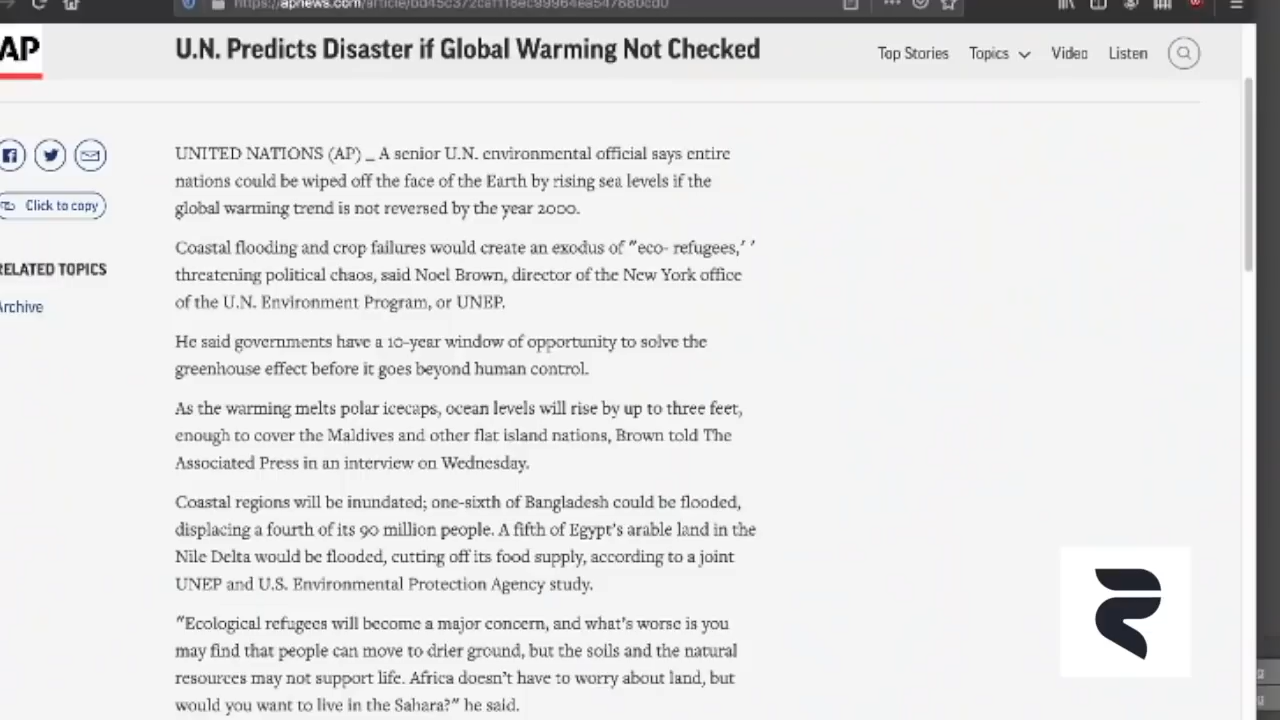 AP
U.N. Predicts Disaster if Global Warming Not Checked
Top Stories Topics Video Listen
Click to copy
RELATED TOPICS
Archive
UNITED NATIONS (AP) _ A senior U.N. environmental official says entire
nations could be wiped off the face of the Earth by rising sea levels if the
global warming trend is not reversed by the year 2000.
Coastal flooding and crop failures would create an exodus of "eco- refugees,' '
threatening political chaos, said Noel Brown, director of the New York office
of the U.N. Environment Program, or UNEP.
He said governments have a 10-year window of opportunity to solve the
greenhouse effect before it goes beyond human control.
As the warming melts polar icecaps, ocean levels will rise by up to three feet,
enough to cover the Maldives and other flat island nations, Brown told The
Associated Press in an interview on Wednesday.
Coastal regions will be inundated; one-sixth of Bangladesh could be flooded,
displacing a fourth of its 90 million people. A fifth of Egypt's arable land in the
Nile Delta would be flooded, cutting off its food supply, according to a joint
UNEP and U.S. Environmental Protection Agency study.
"Ecological refugees will become a major concern, and what's worse is you
may find that people can move to drier ground, but the soils and the natural
resources may not support life. Africa doesn't have to worry about land, but
would you want to live in the Sahara?" he said.